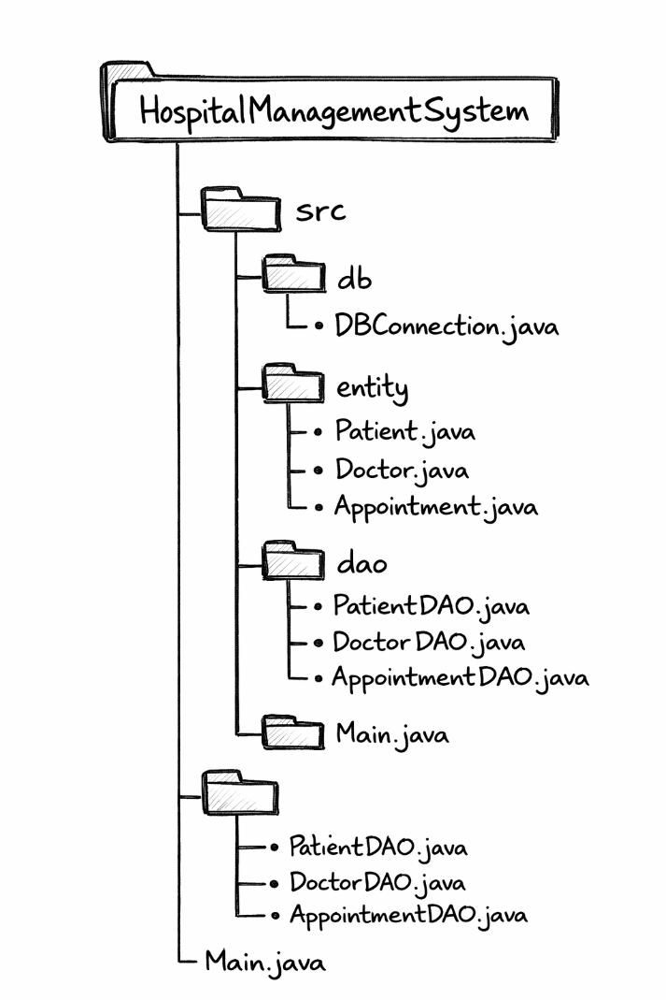 HospitalManagementSystem
src
db
• DBConnection.java
entity
• Patient.java
• Doctor.java
• Appointment.java
dao
• PatientDAO.java
• DoctorDAO.java
• AppointmentDAO.java
Main.java
• PatientDAO.java
• DoctorDAO.java
• AppointmentDAO.java
Main.java